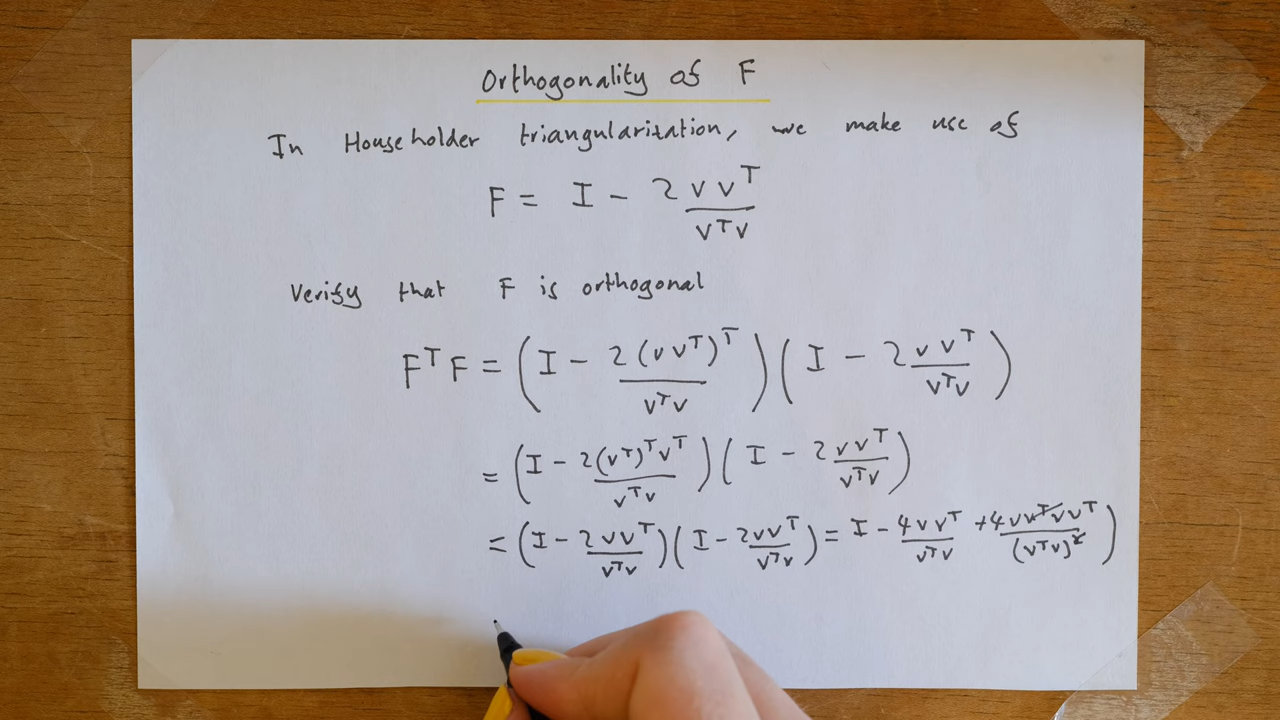 Orthogonality of F
In Householder triangularization, we make use of
F = I - 2 v v^T / v^T v
Verify that F is orthogonal
F^T F = (I - 2 (v v^T)^T / v^T v) (I - 2 v v^T / v^T v)
= (I - 2 (v^T)^T v^T / v^T v) (I - 2 v v^T / v^T v)
= (I - 2 v v^T / v^T v) (I - 2 v v^T / v^T v) = I - 4 v v^T / v^T v + 4 v v^T v v^T / (v^T v)^2 )